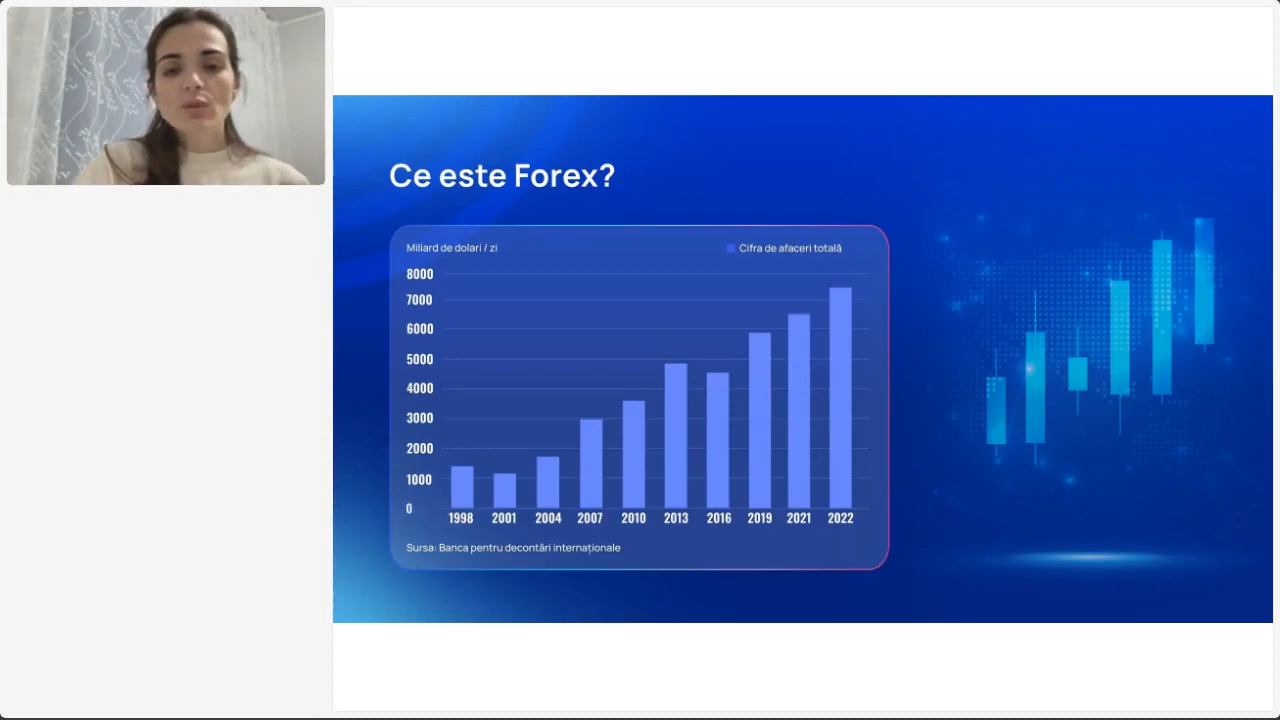 Ce este Forex?
Miliard de dolari / zi
Cifra de afaceri totală
8000
7000
6000
5000
4000
3000
2000
1000
0
1998 2001 2004 2007 2010 2013 2016 2019 2021 2022
Sursa: Banca pentru decontări internaționale